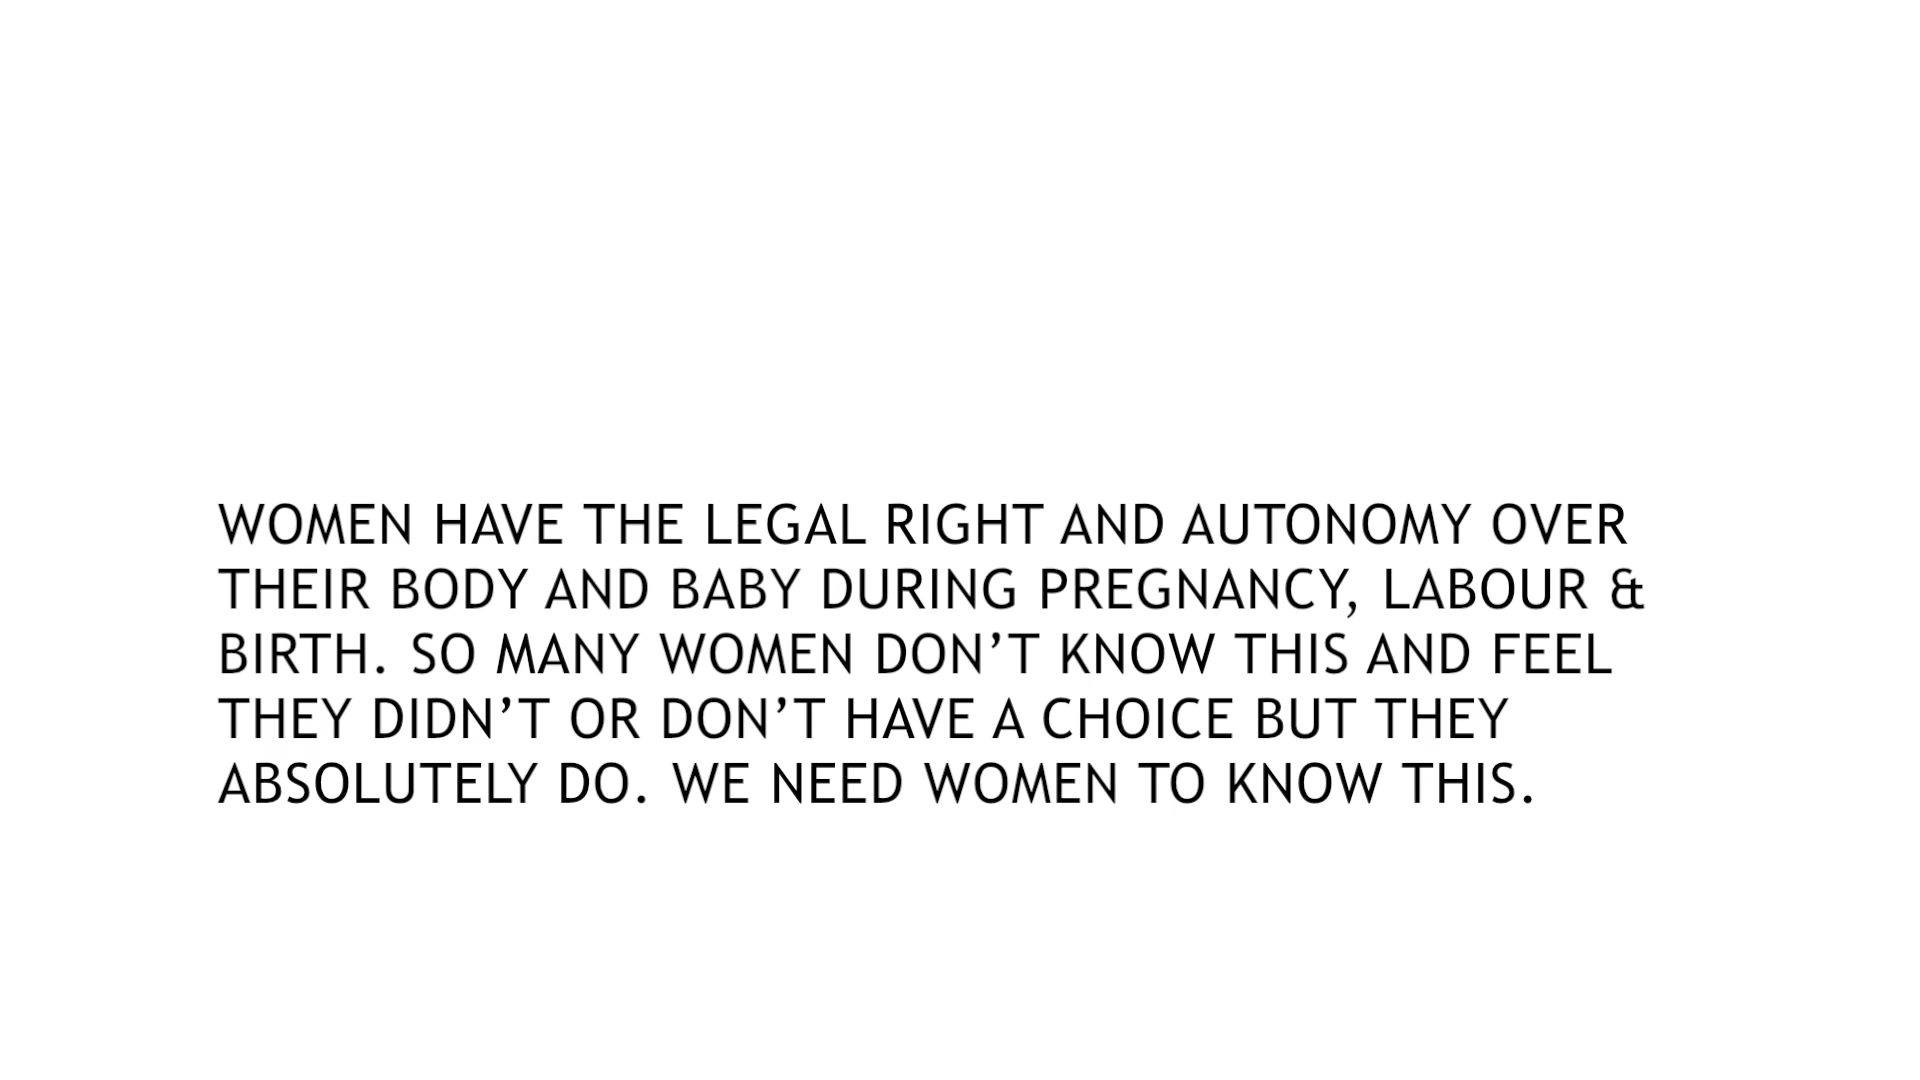 WOMEN HAVE THE LEGAL RIGHT AND AUTONOMY OVER
THEIR BODY AND BABY DURING PREGNANCY, LABOUR &
BIRTH. SO MANY WOMEN DON’T KNOW THIS AND FEEL
THEY DIDN’T OR DON’T HAVE A CHOICE BUT THEY
ABSOLUTELY DO. WE NEED WOMEN TO KNOW THIS.